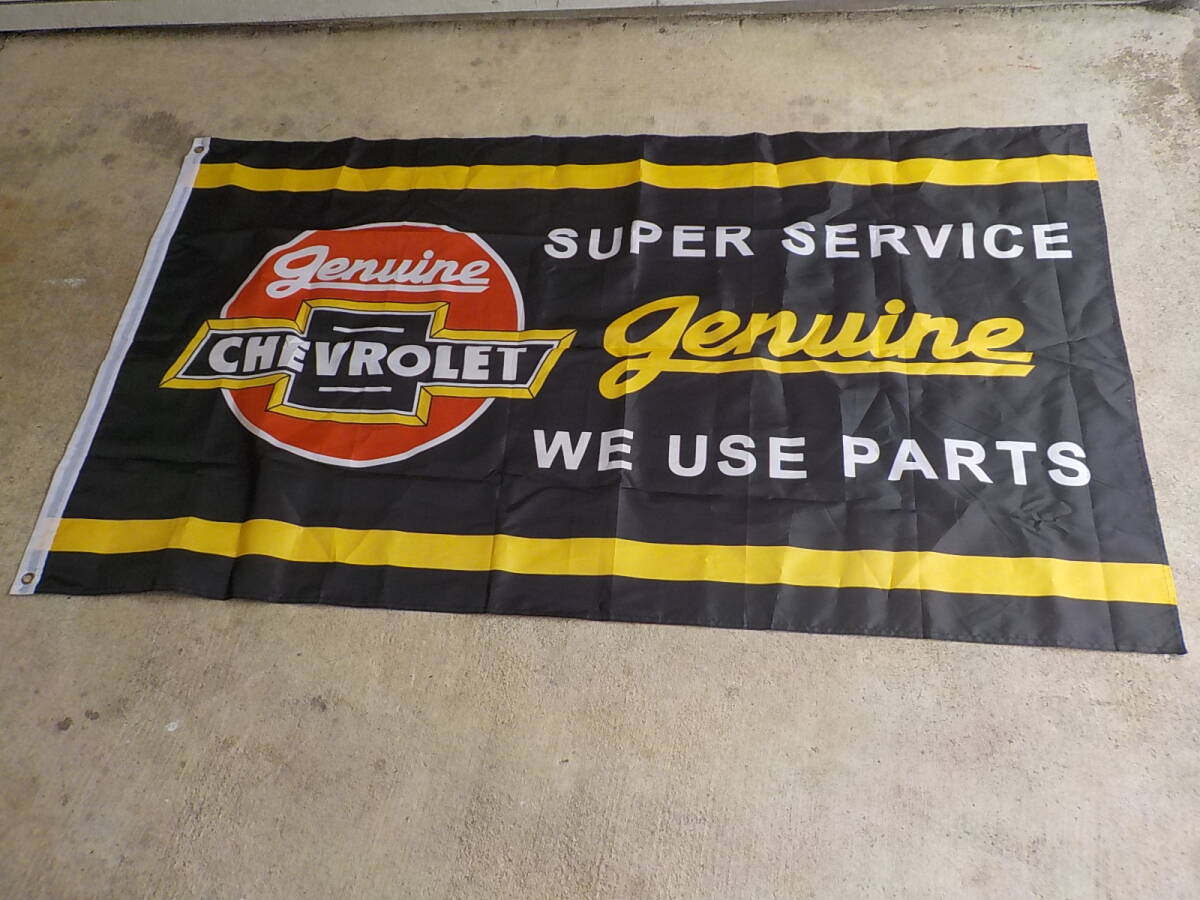 Genuine
CHEVROLET
SUPER SERVICE
Genuine
WE USE PARTS